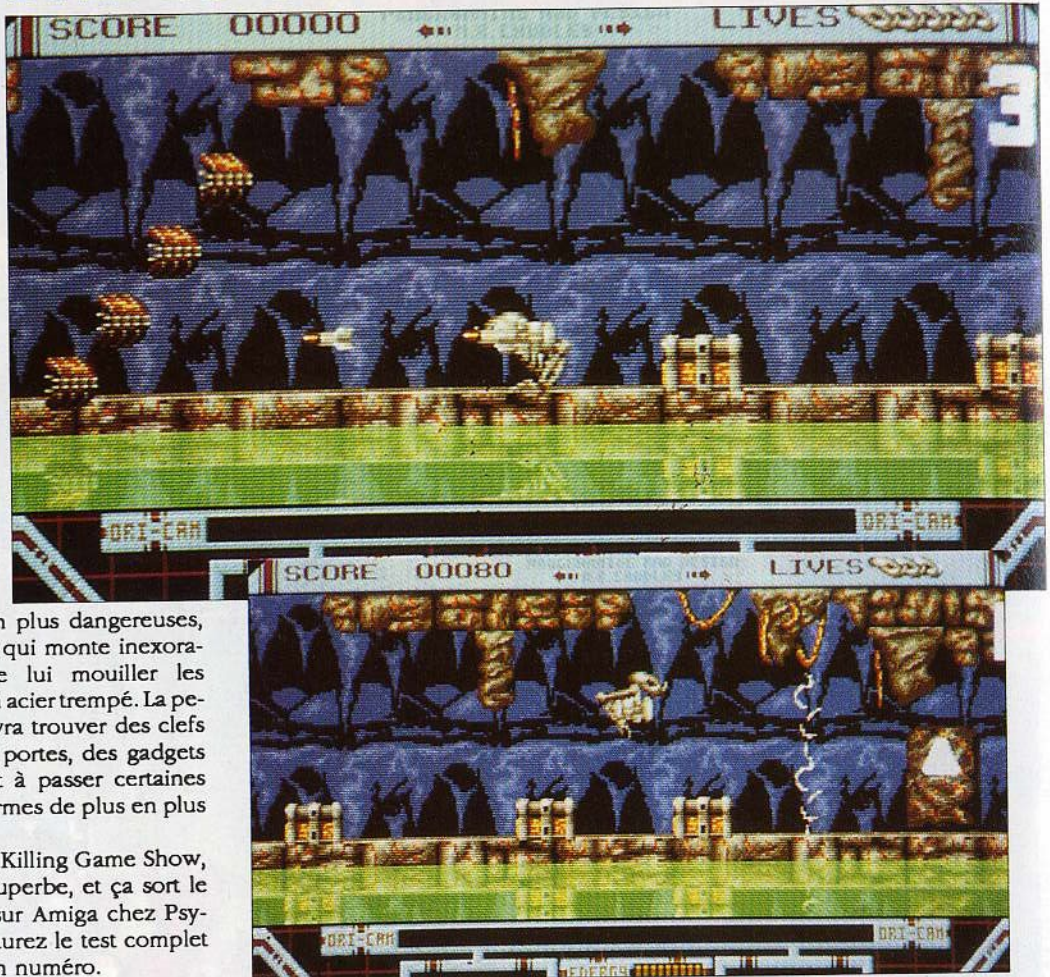 SCORE 00000 LIVES
3
ORI-CAM ORI-CAM
SCORE 00080 LIVES
ORI-CAM ORI-CAM
ENERGY
n plus dangereuses,
qui monte inexora-
e lui mouiller les
acier trempé. La pe-
vra trouver des clefs
portes, des gadgets
t à passer certaines
rmes de plus en plus
Killing Game Show,
uperbe, et ça sort le
sur Amiga chez Psy-
urez le test complet
n numéro.